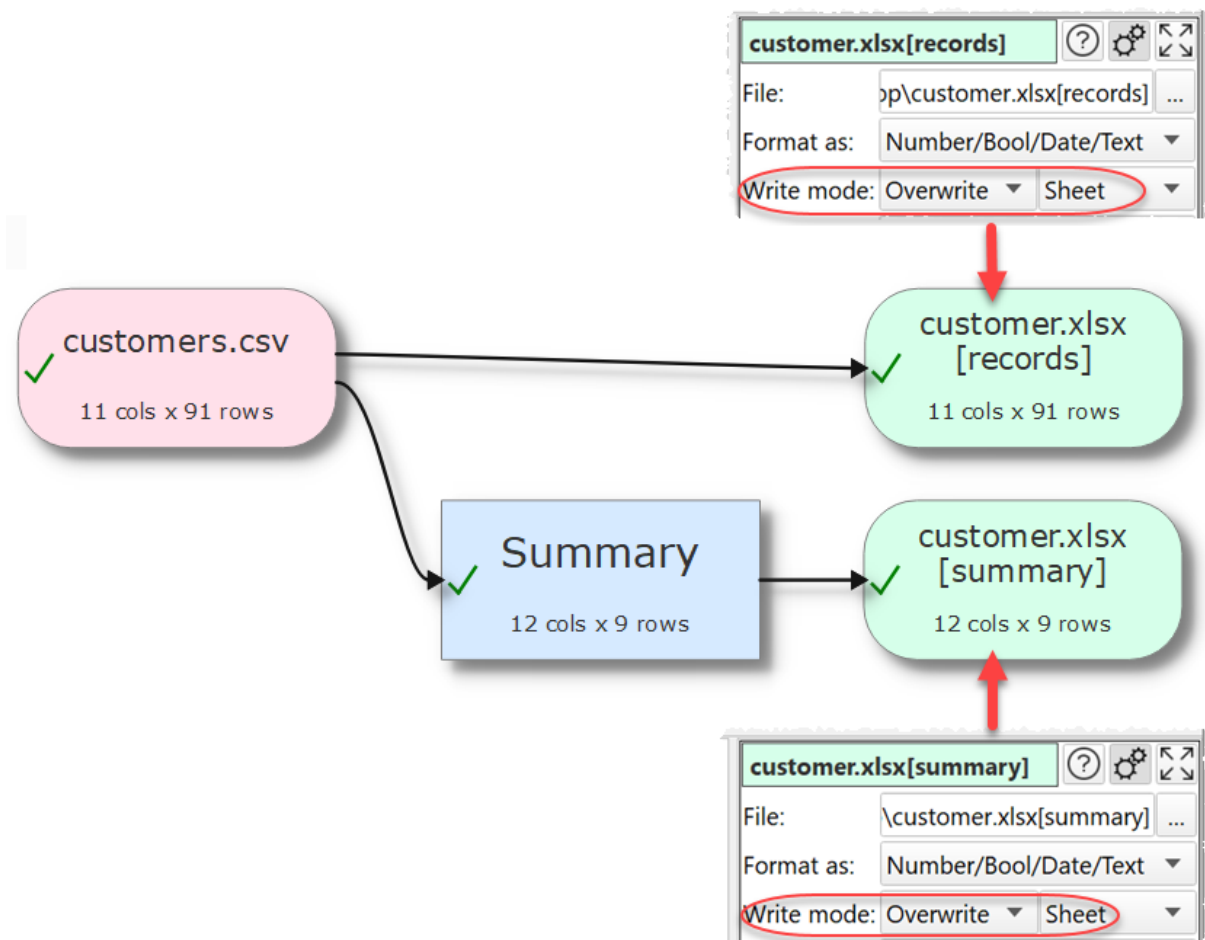 customer.xlsx[records]
File: op\customer.xlsx[records] ...
Format as: Number/Bool/Date/Text
Write mode: Overwrite Sheet
customers.csv
11 cols x 91 rows
customer.xlsx
[records]
11 cols x 91 rows
Summary
12 cols x 9 rows
customer.xlsx
[summary]
12 cols x 9 rows
customer.xlsx[summary]
File: \customer.xlsx[summary] ...
Format as: Number/Bool/Date/Text
Write mode: Overwrite Sheet